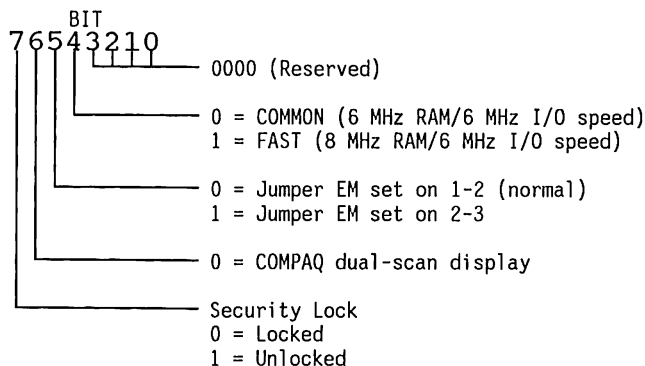 BIT
76543210
0000 (Reserved)
0 = COMMON (6 MHz RAM/6 MHz I/O speed)
1 = FAST (8 MHz RAM/6 MHz I/O speed)
0 = Jumper EM set on 1-2 (normal)
1 = Jumper EM set on 2-3
0 = COMPAQ dual-scan display
Security Lock
0 = Locked
1 = Unlocked